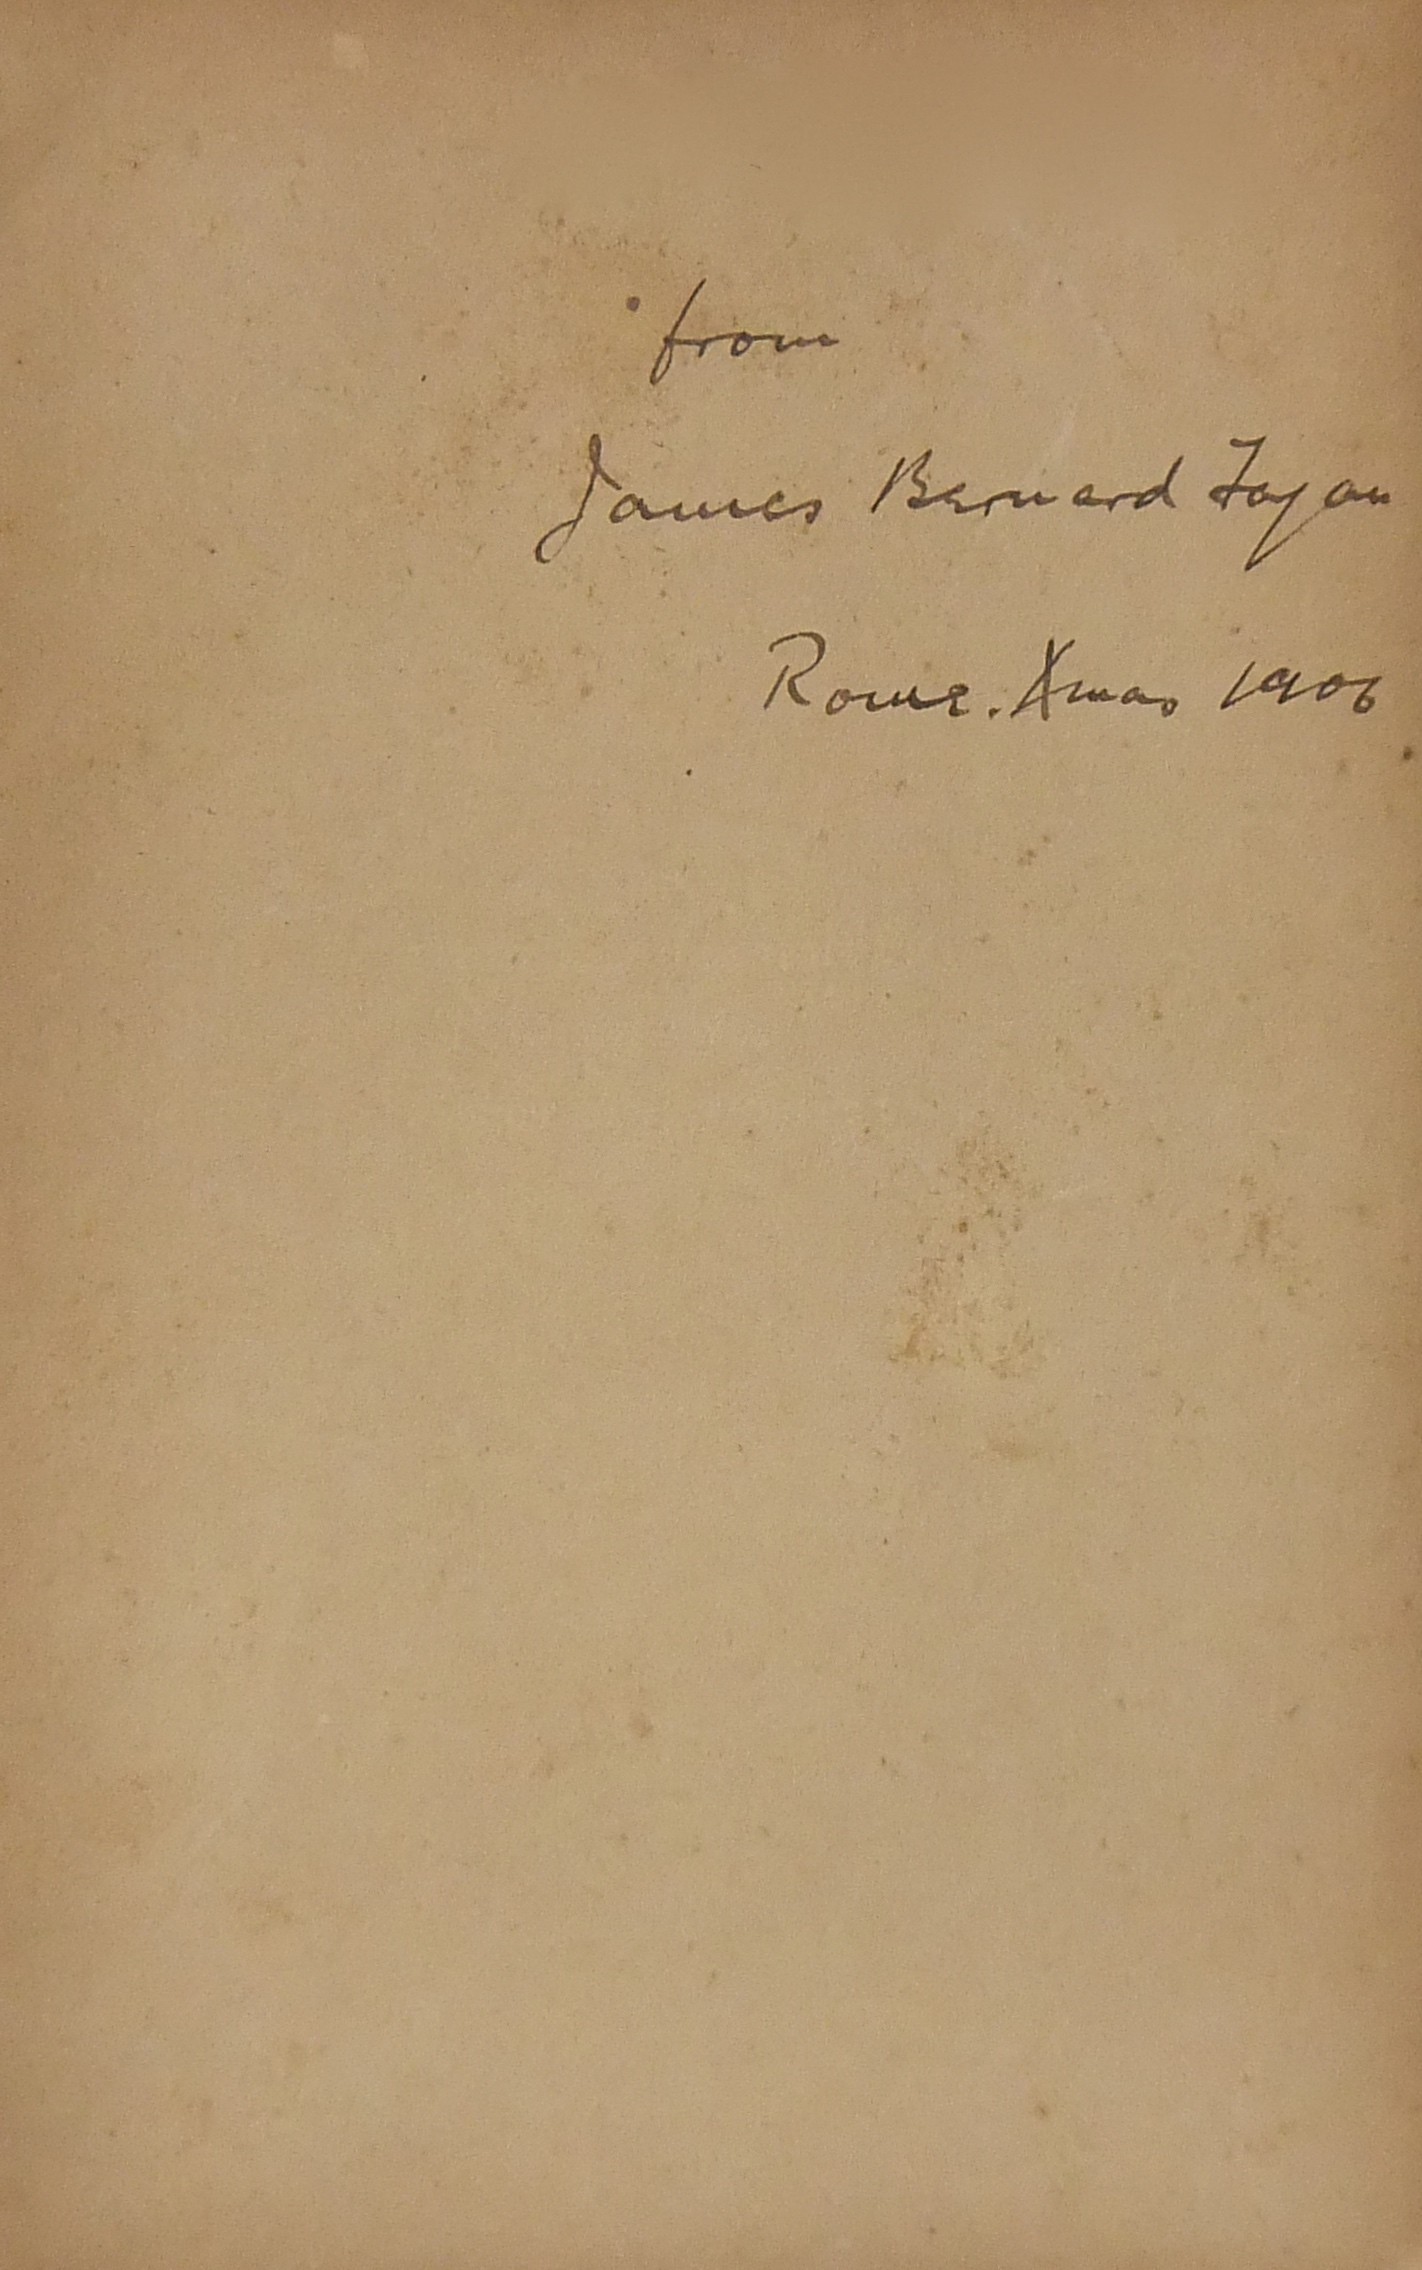 from
James Bernard Fagan
Rome. Xmas 1906